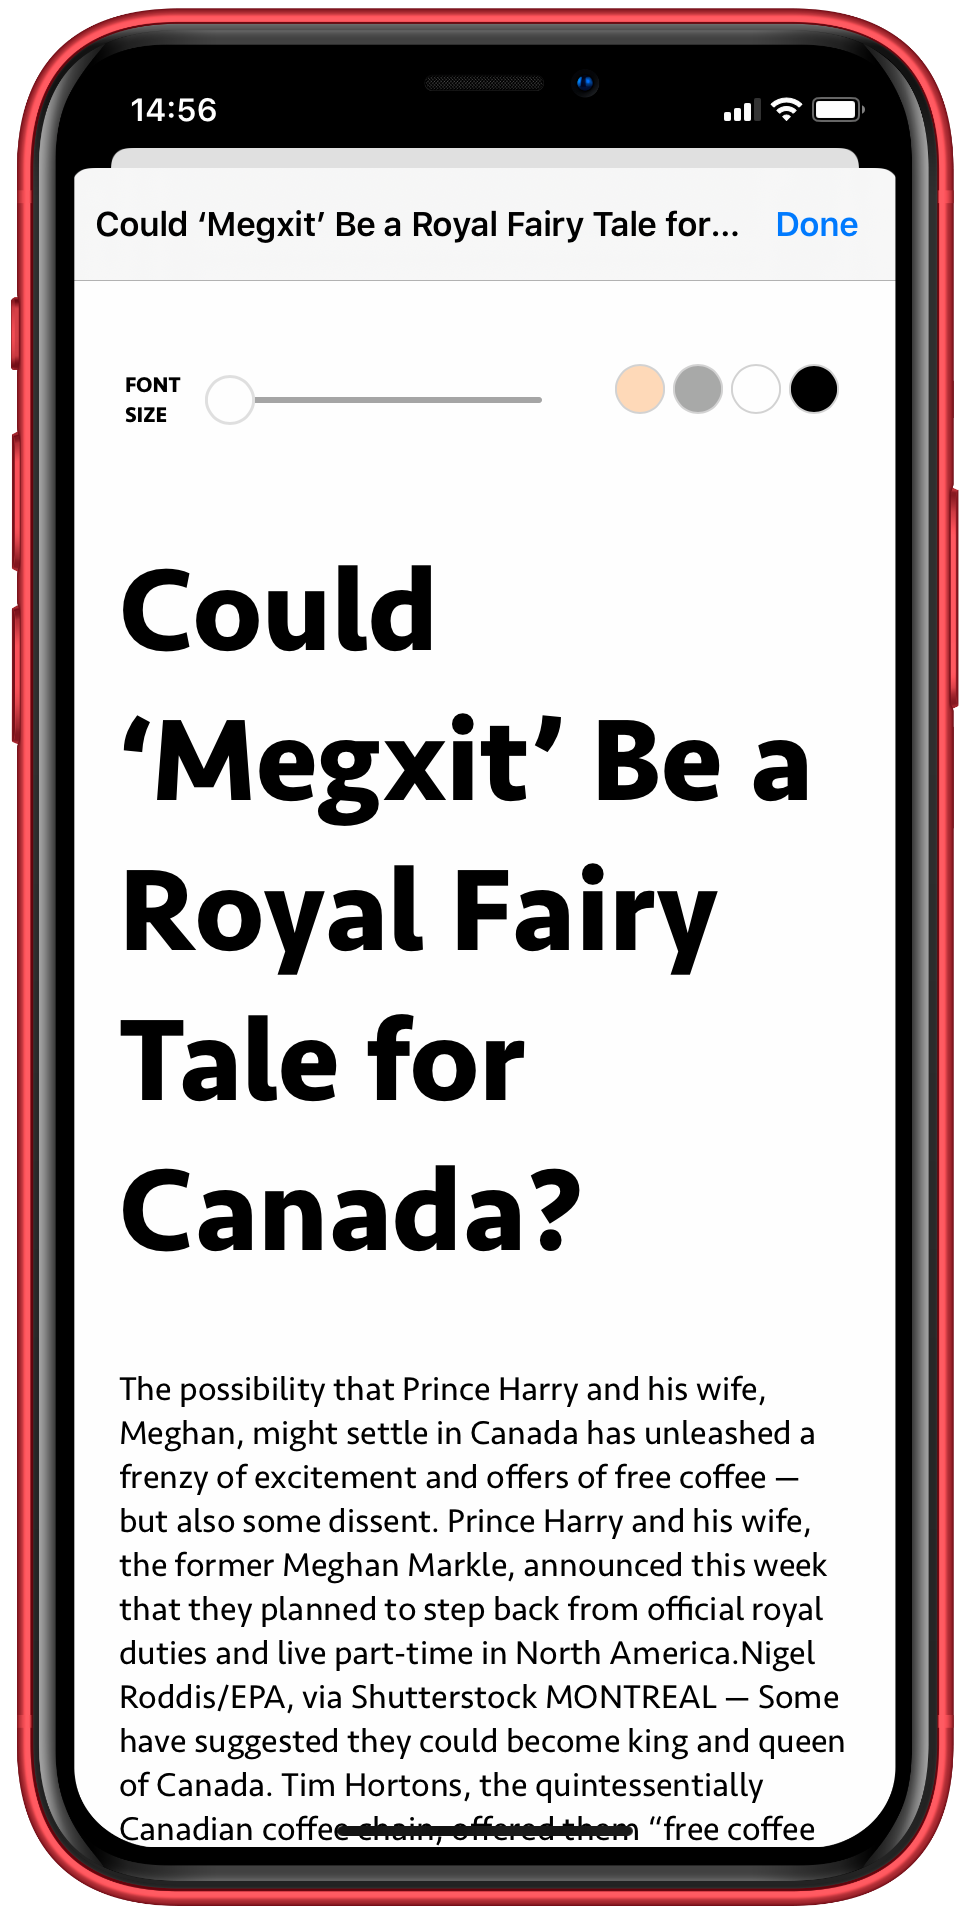 14:56
Could ‘Megxit’ Be a Royal Fairy Tale for...
Done
FONT
SIZE
Could
‘Megxit’ Be a
Royal Fairy
Tale for
Canada?
The possibility that Prince Harry and his wife,
Meghan, might settle in Canada has unleashed a
frenzy of excitement and offers of free coffee —
but also some dissent. Prince Harry and his wife,
the former Meghan Markle, announced this week
that they planned to step back from official royal
duties and live part-time in North America.Nigel
Roddis/EPA, via Shutterstock MONTREAL — Some
have suggested they could become king and queen
of Canada. Tim Hortons, the quintessentially
Canadian coffee chain, offered them “free coffee